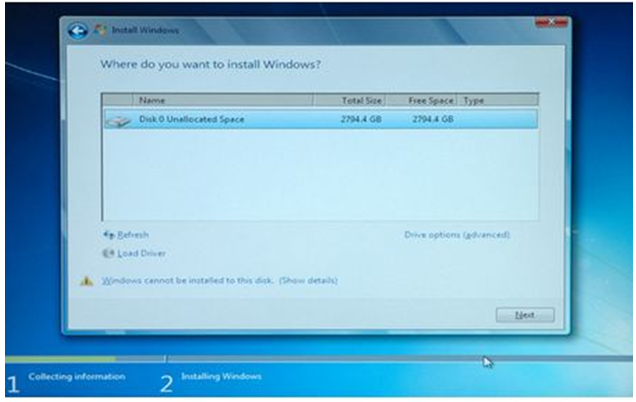 Install Windows
Where do you want to install Windows?
Name Total Size Free Space Type
Disk 0 Unallocated Space 2794.4 GB 2794.4 GB
Refresh Drive options (advanced)
Load Driver
Windows cannot be installed to this disk. (Show details)
Next
1 Collecting information 2 Installing Windows